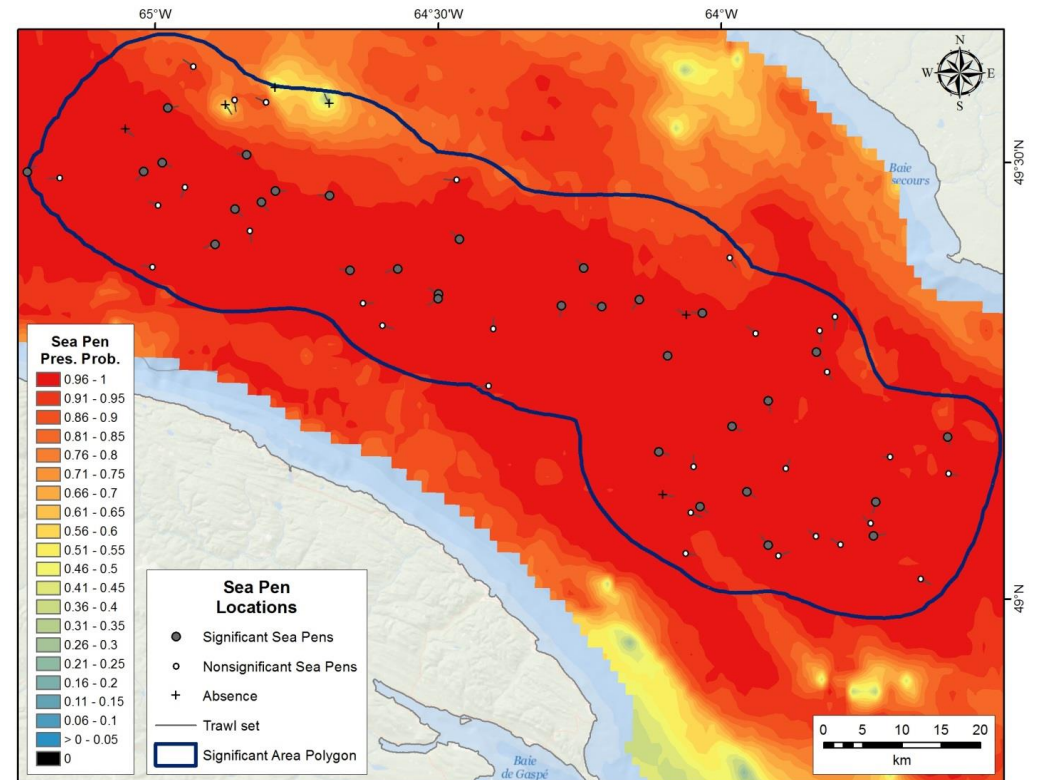 65°W
64°30'W
64°W
N
W
E
S
49°30'N
Baie
secours
49°N
Sea Pen
Pres. Prob.
0.96 - 1
0.91 - 0.95
0.86 - 0.9
0.81 - 0.85
0.76 - 0.8
0.71 - 0.75
0.66 - 0.7
0.61 - 0.65
0.56 - 0.6
0.51 - 0.55
0.46 - 0.5
0.41 - 0.45
0.36 - 0.4
0.31 - 0.35
0.26 - 0.3
0.21 - 0.25
0.16 - 0.2
0.11 - 0.15
0.06 - 0.1
> 0 - 0.05
0
Sea Pen
Locations
Significant Sea Pens
Nonsignificant Sea Pens
Absence
Trawl set
Significant Area Polygon
Baie
de Gaspé
0 5 10 15 20
km